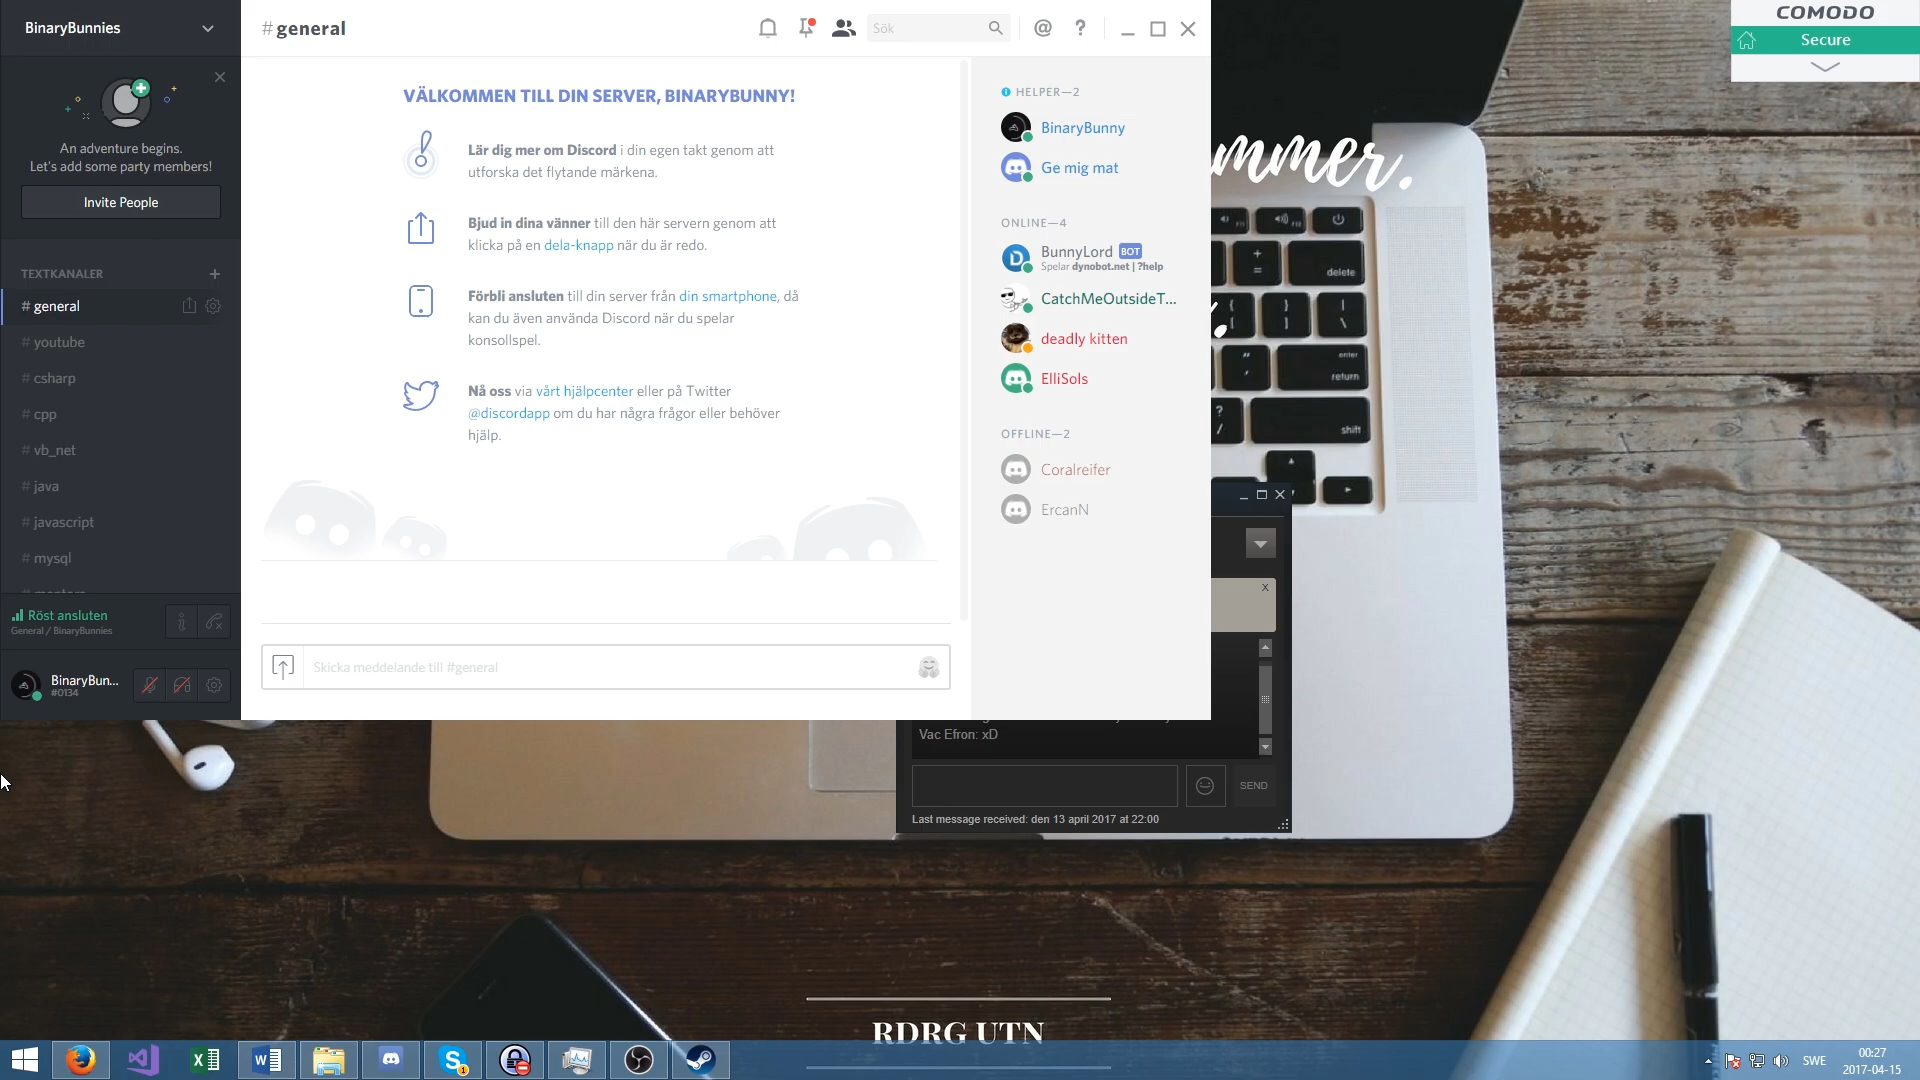 BinaryBunnies
An adventure begins.
Let's add some party members!
Invite People
TEXTKANALER
# general
# youtube
# csharp
# cpp
# vb_net
# java
# javascript
# mysql
Röst ansluten
General / BinaryBunnies
BinaryBun...
#0134
#general
Sök
VÄLKOMMEN TILL DIN SERVER, BINARYBUNNY!
Lär dig mer om Discord i din egen takt genom att
utforska det flytande märkena.
Bjud in dina vänner till den här servern genom att
klicka på en dela-knapp när du är redo.
Förbli ansluten till din server från din smartphone, då
kan du även använda Discord när du spelar
konsollspel.
Nå oss via vårt hjälpcenter eller på Twitter
@discordapp om du har några frågor eller behöver
hjälp.
Skicka meddelande till #general
HELPER—2
BinaryBunny
Ge mig mat
ONLINE—4
BunnyLord BOT
Spelar dynobot.net | ?help
CatchMeOutsideT...
deadly kitten
ElliSols
OFFLINE—2
Coralreifer
ErcanN
mmer.
delete
enter
return
shift
Vac Efron: xD
SEND
Last message received: den 13 april 2017 at 22:00
COMODO
Secure
RDRG UTN
SWE
00:27
2017-04-15